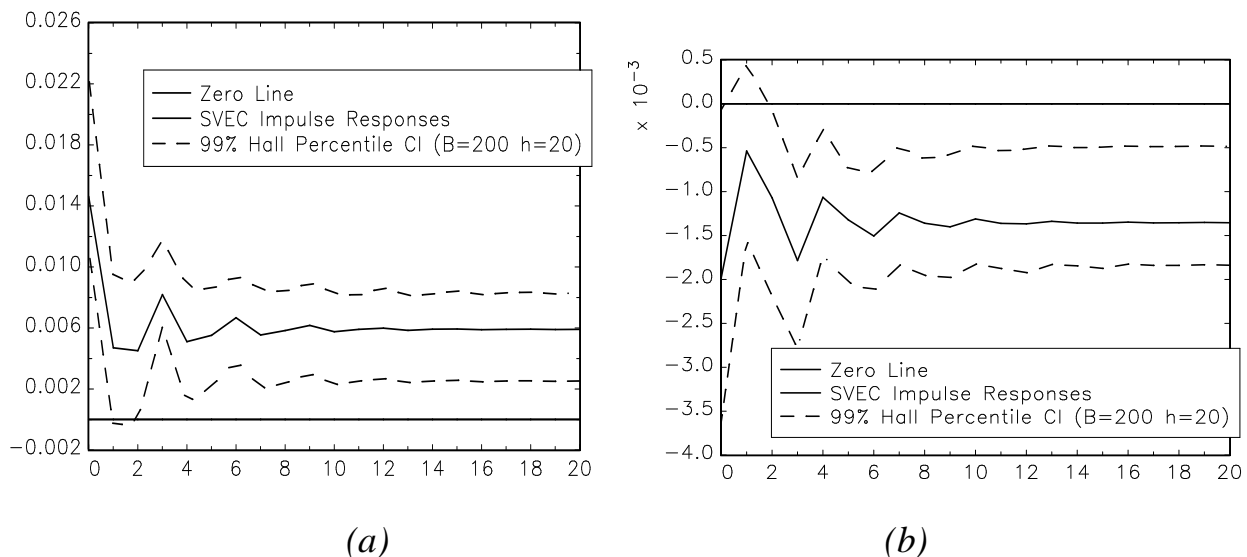 0.026
0.022
0.018
0.014
0.010
0.006
0.002
−0.002
0 2 4 6 8 10 12 14 16 18 20
Zero Line
SVEC Impulse Responses
99% Hall Percentile CI (B=200 h=20)
(a)
x 10⁻³
0.5
0.0
−0.5
−1.0
−1.5
−2.0
−2.5
−3.0
−3.5
−4.0
0 2 4 6 8 10 12 14 16 18 20
Zero Line
SVEC Impulse Responses
99% Hall Percentile CI (B=200 h=20)
(b)